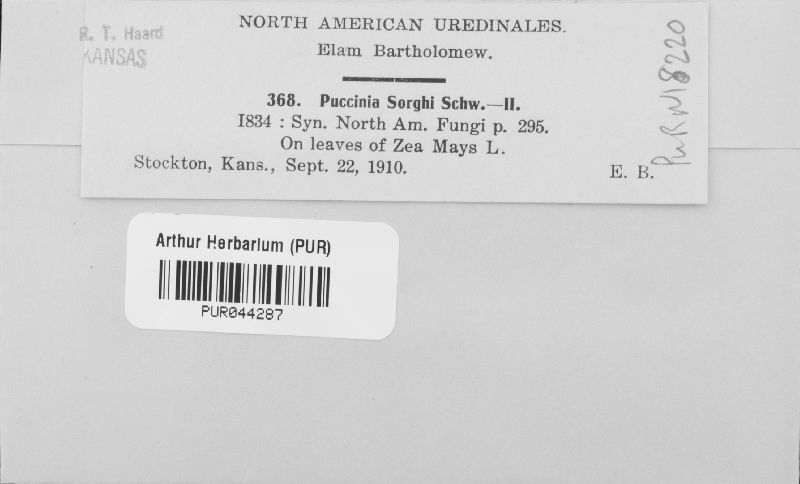 R. T. Haard
KANSAS
NORTH AMERICAN UREDINALES.
Elam Bartholomew.
368. Puccinia Sorghi Schw.—II.
1834 : Syn. North Am. Fungi p. 295.
On leaves of Zea Mays L.
Stockton, Kans., Sept. 22, 1910.
E. B.
PUR N18220
Arthur Herbarium (PUR)
PUR044287